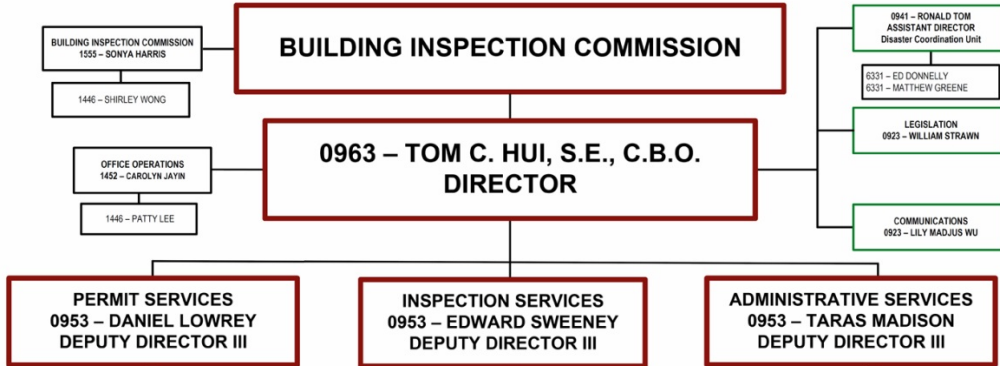 BUILDING INSPECTION COMMISSION
1555 – SONYA HARRIS
1446 – SHIRLEY WONG
BUILDING INSPECTION COMMISSION
0941 – RONALD TOM
ASSISTANT DIRECTOR
Disaster Coordination Unit
6331 – ED DONNELLY
6331 – MATTHEW GREENE
OFFICE OPERATIONS
1452 – CAROLYN JAYIN
1446 – PATTY LEE
0963 – TOM C. HUI, S.E., C.B.O.
DIRECTOR
LEGISLATION
0923 – WILLIAM STRAWN
COMMUNICATIONS
0923 – LILY MADJUS WU
PERMIT SERVICES
0953 – DANIEL LOWREY
DEPUTY DIRECTOR III
INSPECTION SERVICES
0953 – EDWARD SWEENEY
DEPUTY DIRECTOR III
ADMINISTRATIVE SERVICES
0953 – TARAS MADISON
DEPUTY DIRECTOR III